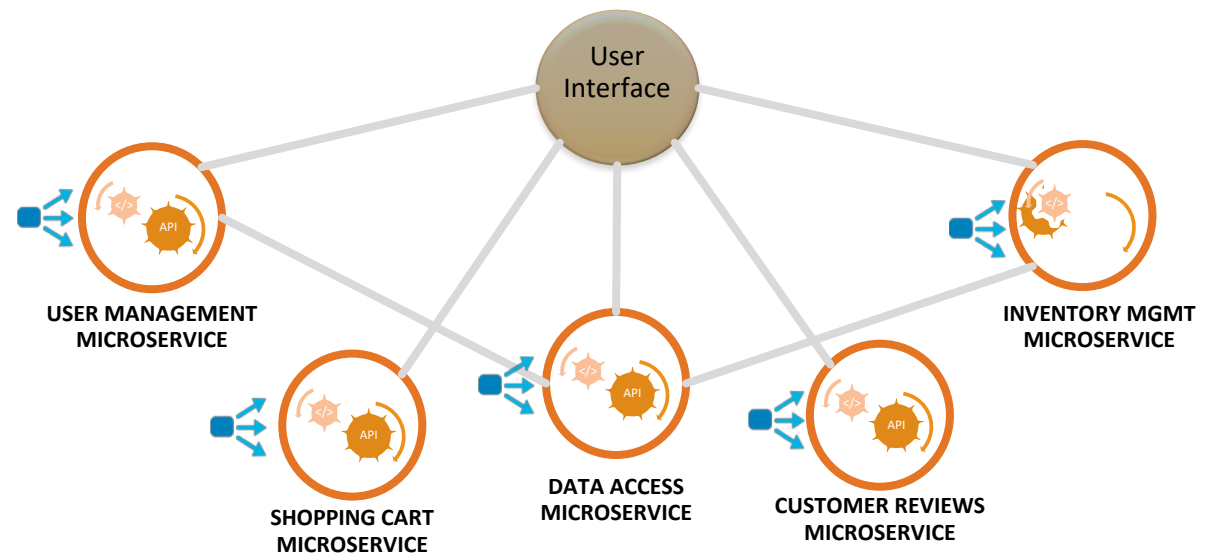 User
Interface
</>
API
USER MANAGEMENT
MICROSERVICE
</>
INVENTORY MGMT
MICROSERVICE
</>
API
SHOPPING CART
MICROSERVICE
</>
API
DATA ACCESS
MICROSERVICE
</>
API
CUSTOMER REVIEWS
MICROSERVICE